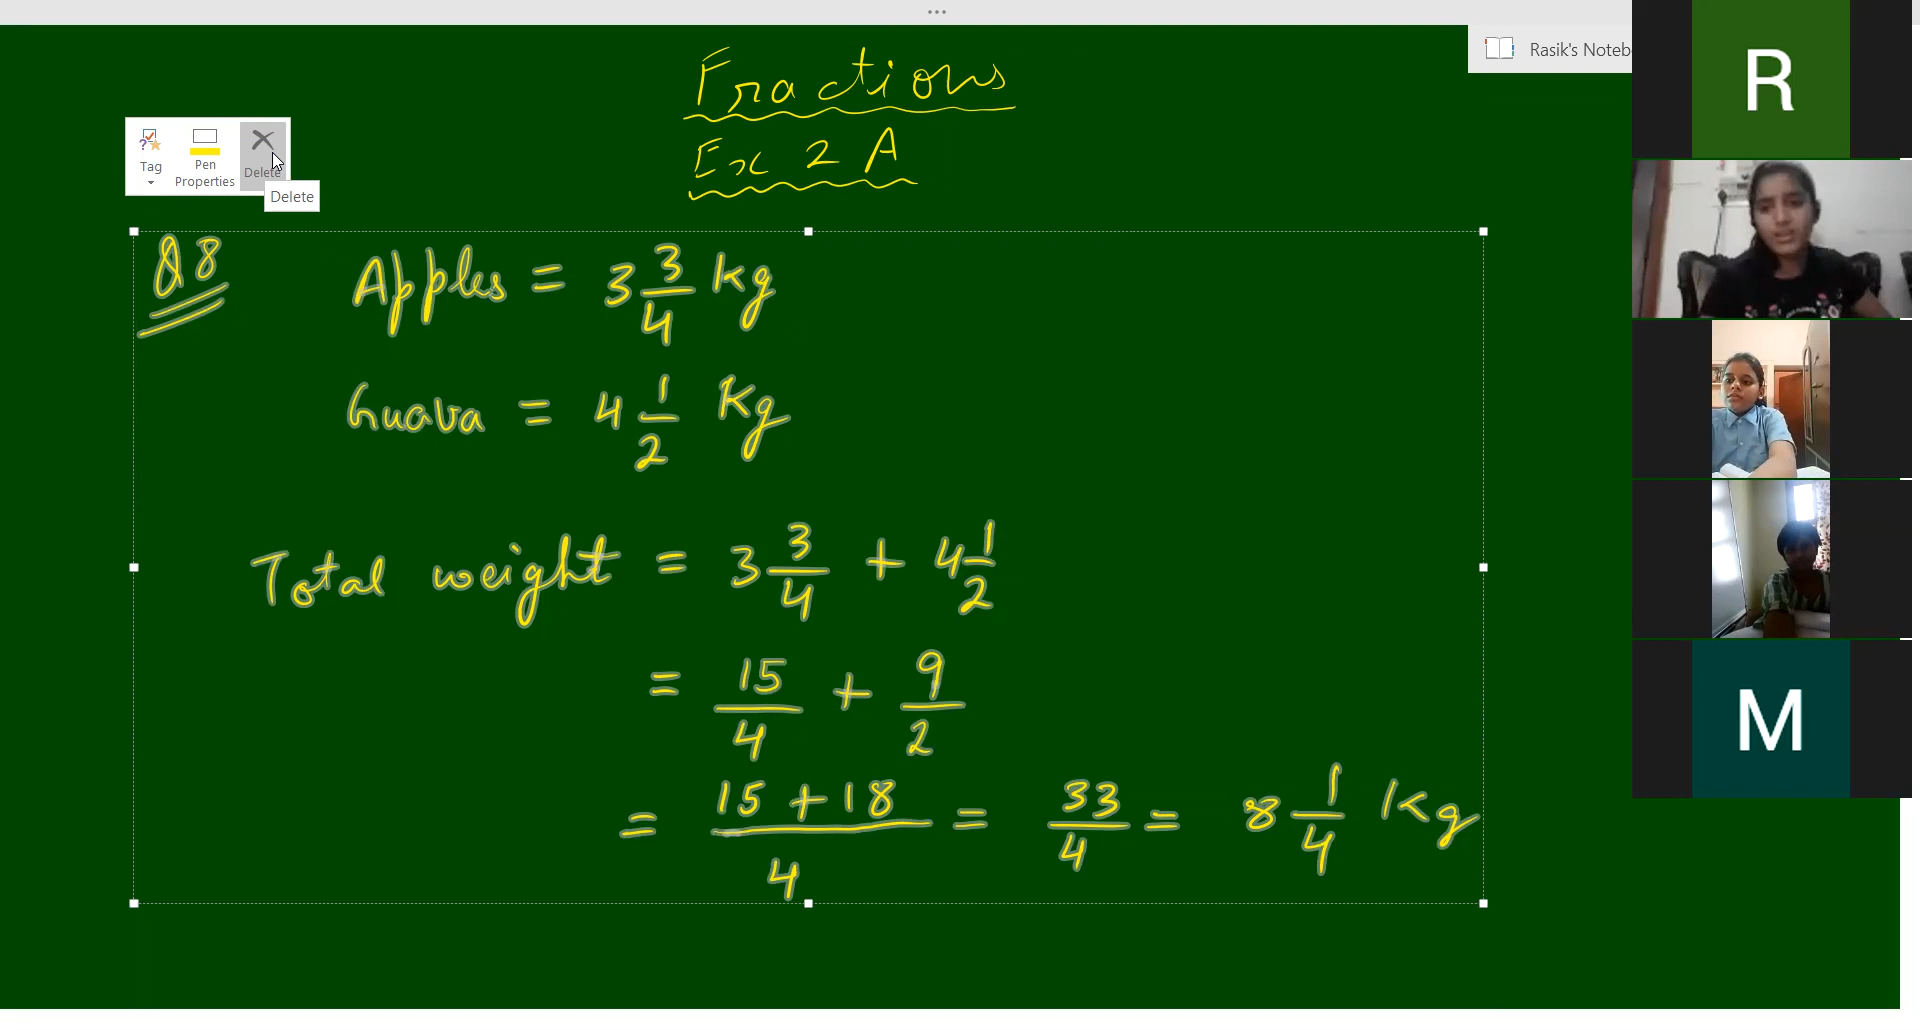 •••
Rasik's Noteb
R
Fractions
Ex 2 A
Tag
Pen Properties
Delete
Delete
Q8
Apples = 3 3/4 kg
Guava = 4 1/2 Kg
Total weight = 3 3/4 + 4 1/2
= 15/4 + 9/2
= 15 + 18/4 = 33/4 = 8 1/4 Kg
M